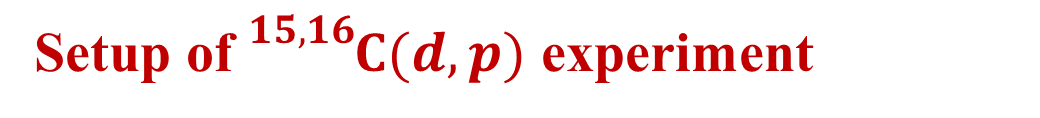 Setup of ¹⁵,¹⁶C(d, p) experiment